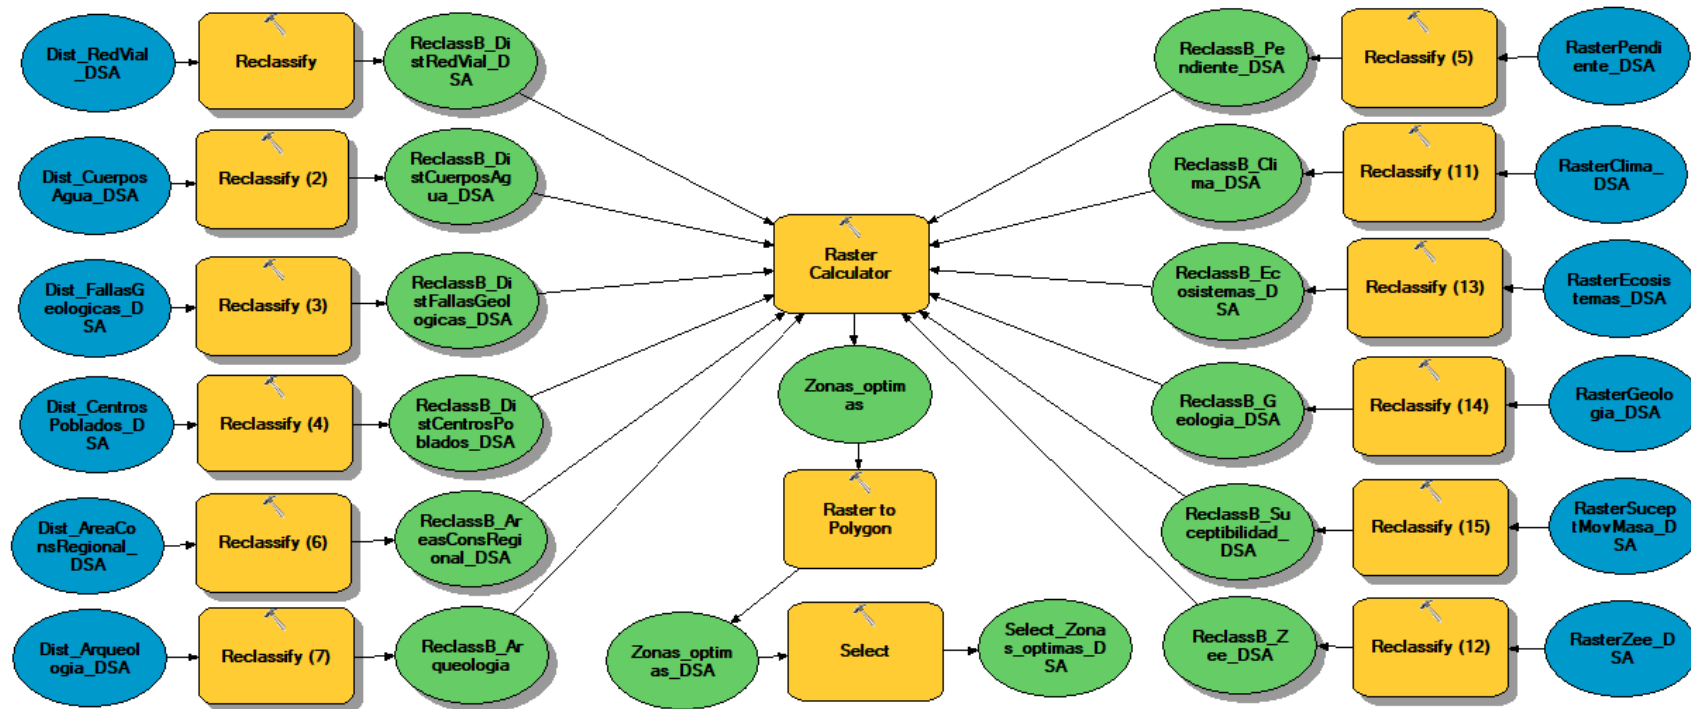 Dist_RedVial
_DSA
Reclassify
ReclassB_Di
stRedVial_D
SA
ReclassB_Pe
ndiente_DSA
Reclassify (5)
RasterPendi
ente_DSA
Dist_Cuerpos
Agua_DSA
Reclassify (2)
ReclassB_Di
stCuerposAg
ua_DSA
ReclassB_Cli
ma_DSA
Reclassify (11)
RasterClima_
DSA
Dist_FallasG
eologicas_D
SA
Reclassify (3)
ReclassB_Di
stFallasGeol
ogicas_DSA
Raster
Calculator
ReclassB_Ec
osistemas_D
SA
Reclassify (13)
RasterEcosis
temas_DSA
Dist_Centros
Poblados_D
SA
Reclassify (4)
ReclassB_Di
stCentrosPo
blados_DSA
Zonas_optim
as
ReclassB_G
eologia_DSA
Reclassify (14)
RasterGeolo
gia_DSA
Dist_AreaCo
nsRegional_
DSA
Reclassify (6)
ReclassB_Ar
easConsRegi
onal_DSA
Raster to
Polygon
ReclassB_Su
ceptibilidad_
DSA
Reclassify (15)
RasterSucep
tMovMasa_D
SA
Dist_Arqueol
ogia_DSA
Reclassify (7)
ReclassB_Ar
queologia
Zonas_optim
as_DSA
Select
Select_Zona
s_optimas_D
SA
ReclassB_Z
ee_DSA
Reclassify (12)
RasterZee_D
SA